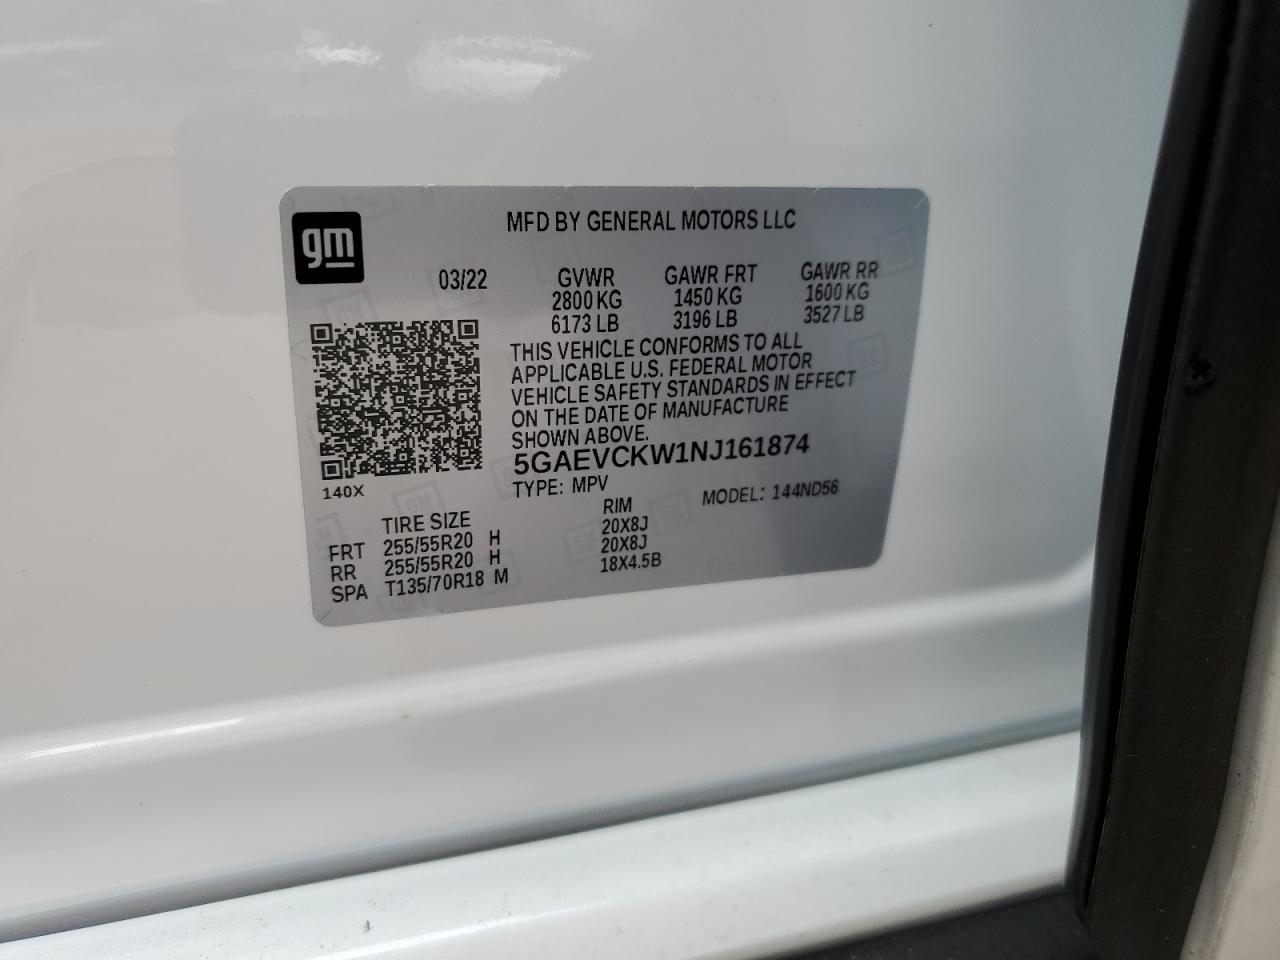 gm
MFD BY GENERAL MOTORS LLC
03/22 GVWR GAWR FRT GAWR RR
2800 KG 1450 KG 1600 KG
6173 LB 3196 LB 3527 LB
THIS VEHICLE CONFORMS TO ALL
APPLICABLE U.S. FEDERAL MOTOR
VEHICLE SAFETY STANDARDS IN EFFECT
ON THE DATE OF MANUFACTURE
SHOWN ABOVE.
5GAEVCKW1NJ161874
140X
TYPE: MPV MODEL: 144ND56
TIRE SIZE RIM
FRT 255/55R20 H 20X8J
RR 255/55R20 H 20X8J
SPA T135/70R18 M 18X4.5B